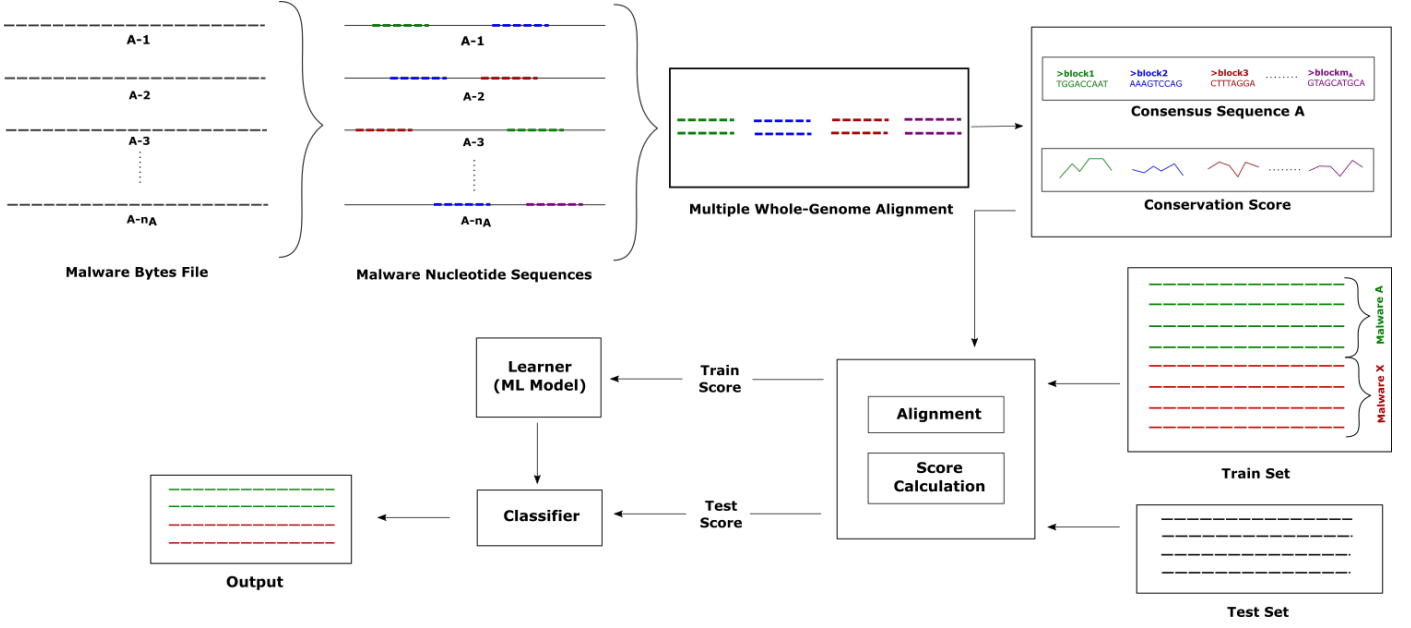 A-1
A-2
A-3
A-nA
Malware Bytes File
A-1
A-2
A-3
A-nA
Malware Nucleotide Sequences
Multiple Whole-Genome Alignment
>block1 >block2 >block3 ........ >blockmA
TGGACCAAT AAAGTCCAG CTTTAGGA GTAGCATGCA
Consensus Sequence A
Conservation Score
Malware A
Malware X
Train Set
Learner
(ML Model)
Train
Score
Alignment
Score
Calculation
Classifier
Test
Score
Output
Test Set